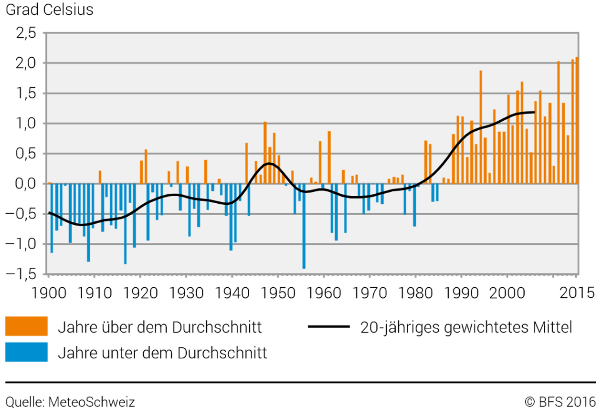 Grad Celsius
2,5
2,0
1,5
1,0
0,5
0,0
–0,5
–1,0
–1,5
1900 1910 1920 1930 1940 1950 1960 1970 1980 1990 2000 2015
Jahre über dem Durchschnitt 20-jähriges gewichtetes Mittel
Jahre unter dem Durchschnitt
Quelle: MeteoSchweiz © BFS 2016